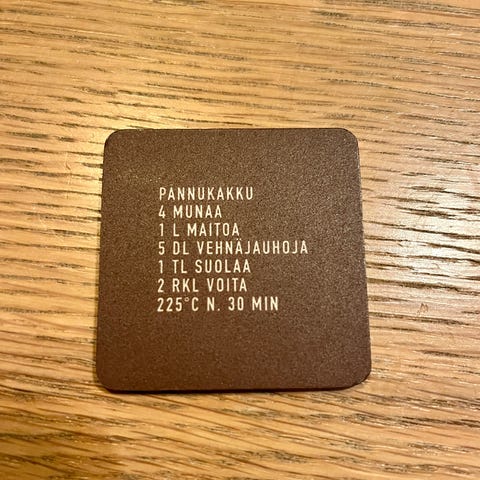 PANNUKAKKU
4 MUNAA
1 L MAITOA
5 DL VEHNÄJAUHOJA
1 TL SUOLAA
2 RKL VOITA
225°C N. 30 MIN